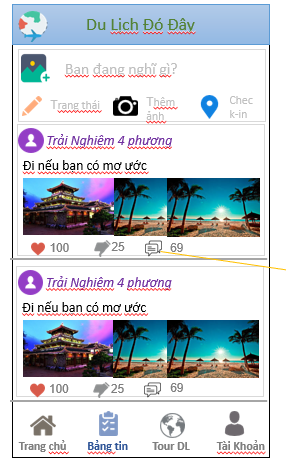 Du Lịch Đó Đây
Bạn đang nghĩ gì?
Trạng thái
Thêm
ảnh
Chec
k-in
Trải Nghiệm 4 phương
Đi nếu bạn có mơ ước
100 25 69
Trải Nghiệm 4 phương
Đi nếu bạn có mơ ước
100 25 69
Trang chủ Bảng tin Tour DL Tài Khoản